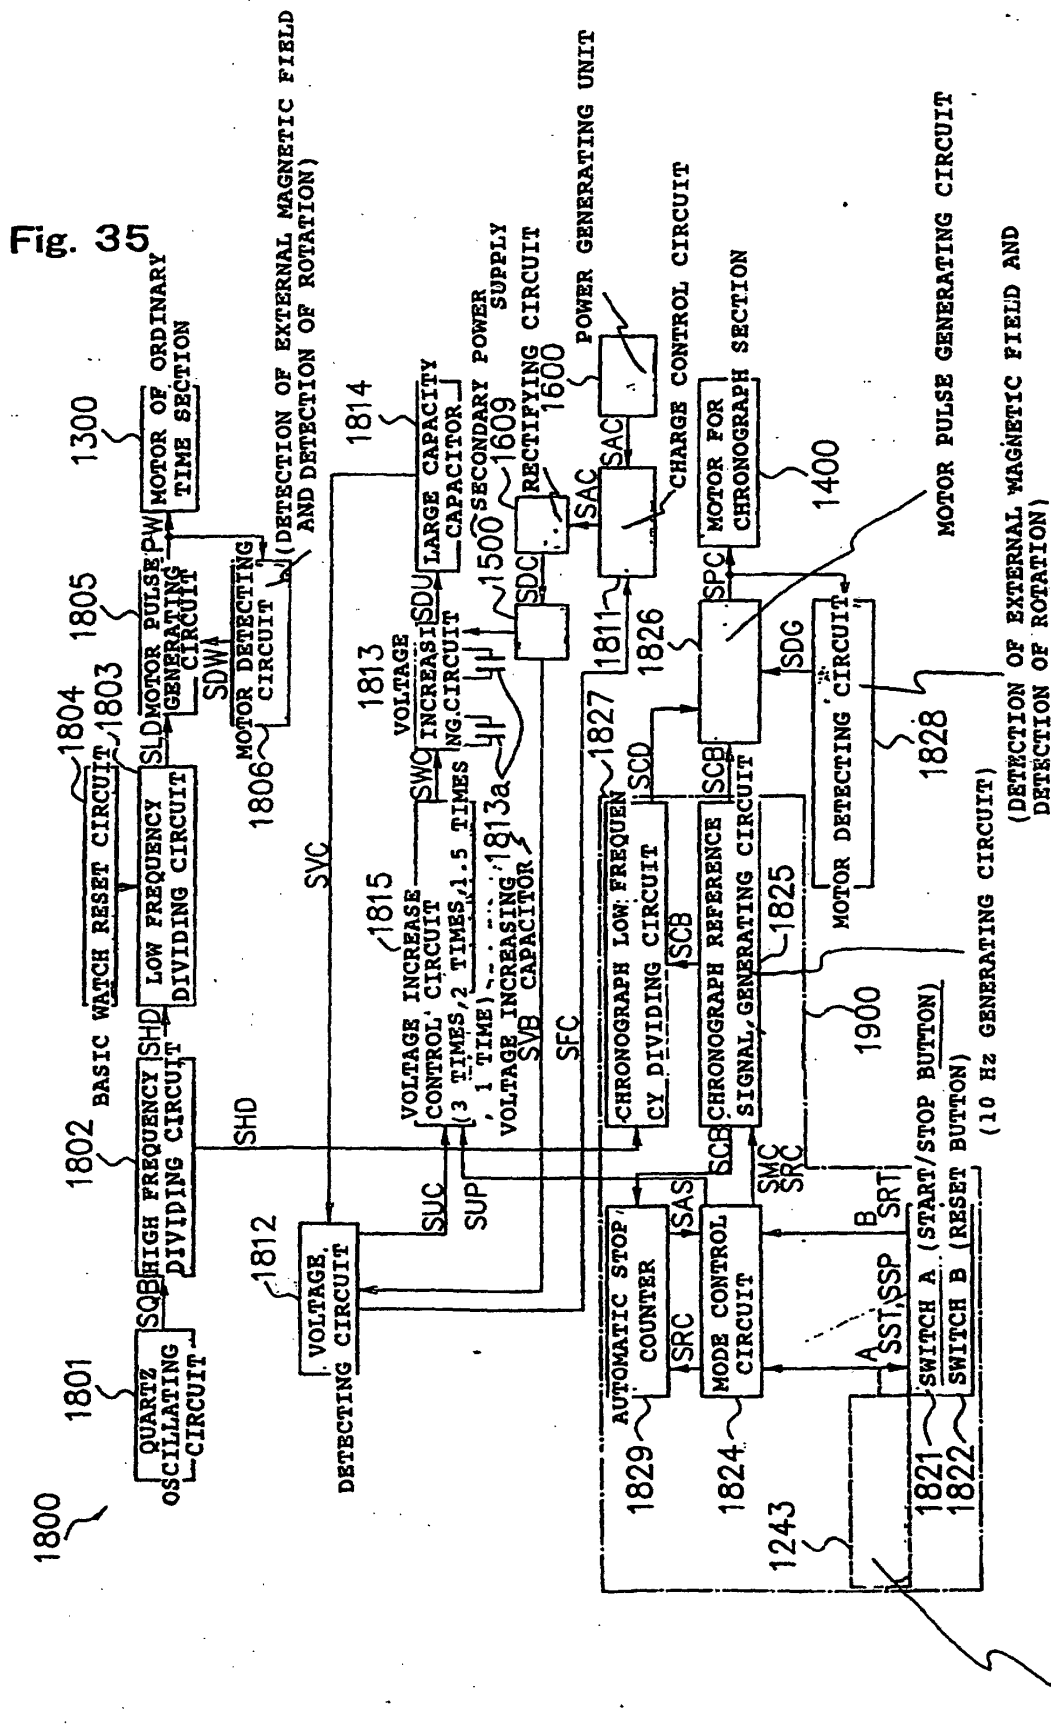 Fig. 35
1800
1801
QUARTZ
OSCILLATING
CIRCUIT
SQB
1802
HIGH FREQUENCY
DIVIDING CIRCUIT
SHD
BASIC WATCH RESET CIRCUIT
1804
1803
LOW FREQUENCY
DIVIDING CIRCUIT
SLD
1805
MOTOR PULSE
GENERATING
CIRCUIT
PW
1300
MOTOR OF ORDINARY
TIME SECTION
SDW
MOTOR DETECTING
CIRCUIT
1806
(DETECTION OF EXTERNAL MAGNETIC FIELD
AND DETECTION OF ROTATION)
SHD
SVC
1812
VOLTAGE
DETECTING CIRCUIT
SUC
SUP
1815
VOLTAGE INCREASE
CONTROL CIRCUIT
(3 TIMES, 2 TIMES, 1.5 TIMES
, 1 TIME)
SWC
1813
VOLTAGE
INCREASI
NG CIRCUIT
SDU
1814
LARGE CAPACITY
CAPACITOR
1813a
VOLTAGE INCREASING
CAPACITOR
SVB
SFC
1500
SECONDARY POWER
SUPPLY
SDC
1609
RECTIFYING CIRCUIT
SAC
SAC
1600
POWER GENERATING UNIT
1811
CHARGE CONTROL CIRCUIT
1827
CHRONOGRAPH LOW FREQUEN
CY DIVIDING CIRCUIT
SCD
SCB
CHRONOGRAPH REFERENCE
SIGNAL GENERATING CIRCUIT
1825
SCB
1826
SPC
MOTOR FOR
CHRONOGRAPH SECTION
1400
MOTOR PULSE GENERATING CIRCUIT
SDG
MOTOR DETECTING CIRCUIT
1828
(DETECTION OF EXTERNAL MAGNETIC FIELD AND
DETECTION OF ROTATION)
(10 Hz GENERATING CIRCUIT)
1900
AUTOMATIC STOP
COUNTER
1829
SCB
SAS
SRC
MODE CONTROL
CIRCUIT
1824
SMC
SRC
A
SST, SSP
B
SRT
1243
1821
SWITCH A (START/STOP BUTTON)
1822
SWITCH B (RESET BUTTON)